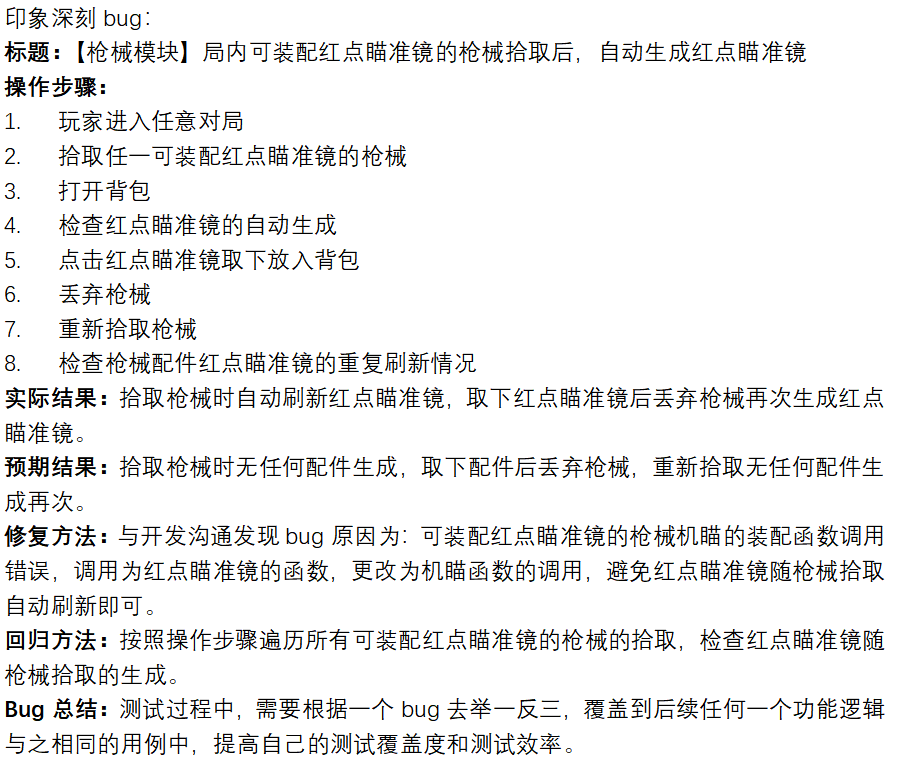 印象深刻 bug：
标题：【枪械模块】局内可装配红点瞄准镜的枪械拾取后，自动生成红点瞄准镜
操作步骤：
1. 玩家进入任意对局
2. 拾取任一可装配红点瞄准镜的枪械
3. 打开背包
4. 检查红点瞄准镜的自动生成
5. 点击红点瞄准镜取下放入背包
6. 丢弃枪械
7. 重新拾取枪械
8. 检查枪械配件红点瞄准镜的重复刷新情况
实际结果：拾取枪械时自动刷新红点瞄准镜，取下红点瞄准镜后丢弃枪械再次生成红点
瞄准镜。
预期结果：拾取枪械时无任何配件生成，取下配件后丢弃枪械，重新拾取无任何配件生
成再次。
修复方法：与开发沟通发现 bug 原因为：可装配红点瞄准镜的枪械机瞄的装配函数调用
错误，调用为红点瞄准镜的函数，更改为机瞄函数的调用，避免红点瞄准镜随枪械拾取
自动刷新即可。
回归方法：按照操作步骤遍历所有可装配红点瞄准镜的枪械的拾取，检查红点瞄准镜随
枪械拾取的生成。
Bug 总结：测试过程中，需要根据一个 bug 去举一反三，覆盖到后续任何一个功能逻辑
与之相同的用例中，提高自己的测试覆盖度和测试效率。